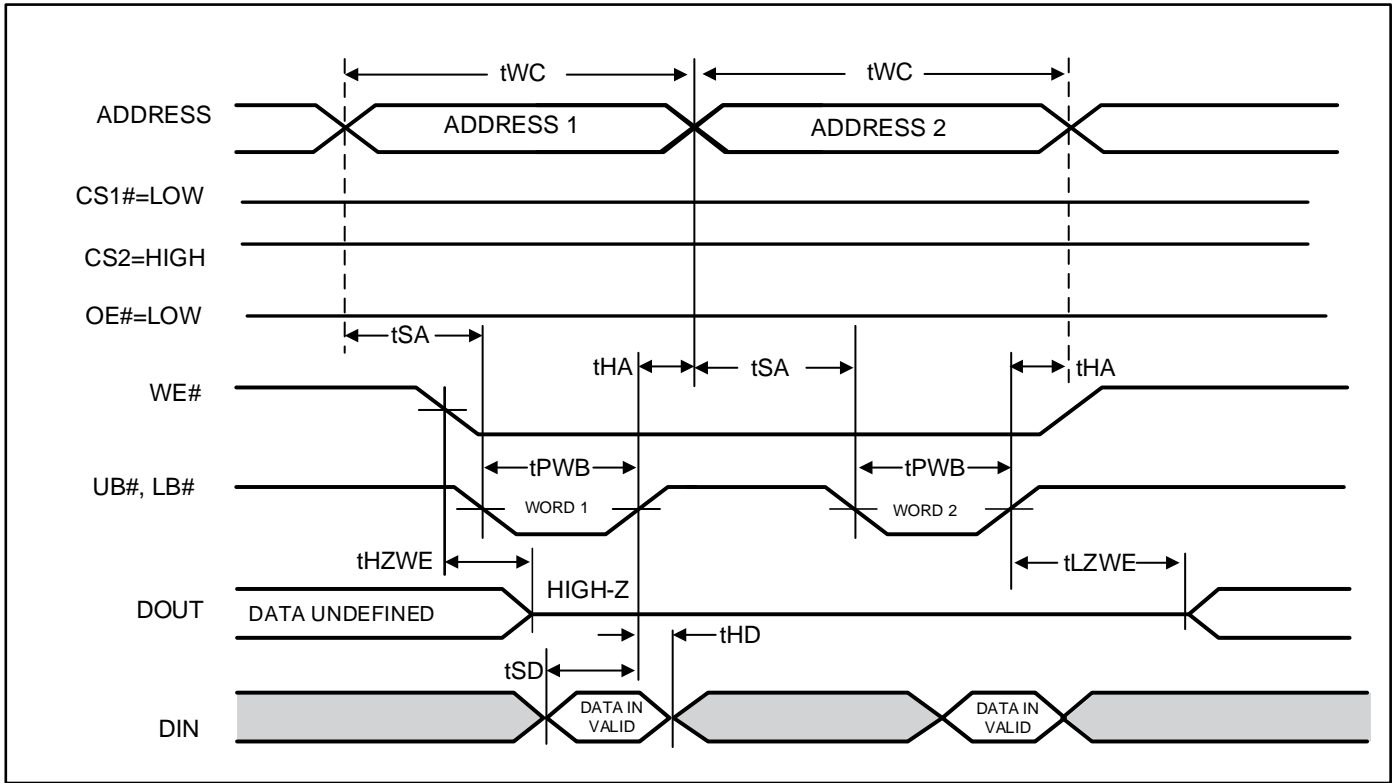 tWC tWC
ADDRESS ADDRESS 1 ADDRESS 2
CS1#=LOW
CS2=HIGH
OE#=LOW
tSA
tHA tSA tHA
WE#
tPWB tPWB
UB#, LB# WORD 1 WORD 2
tHZWE tLZWE
HIGH-Z
DOUT DATA UNDEFINED
tHD
tSD
DIN DATA IN VALID DATA IN VALID